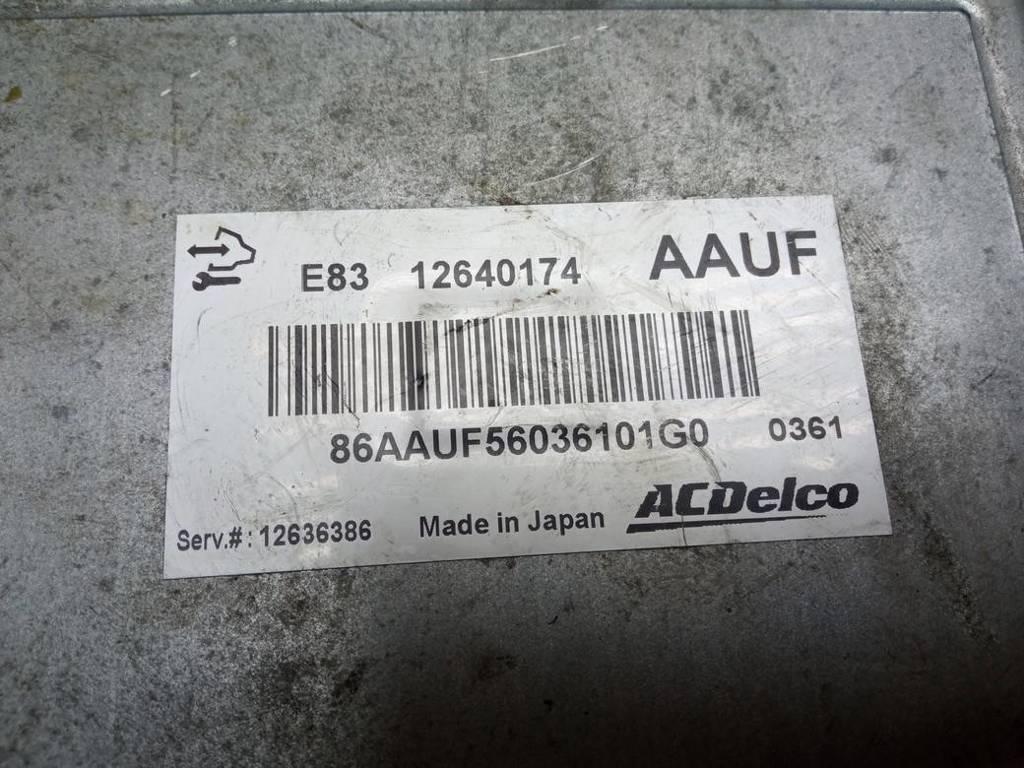 E83 12640174 AAUF
86AAUF56036101G0 0361
Serv.#: 12636386 Made in Japan ACDelco